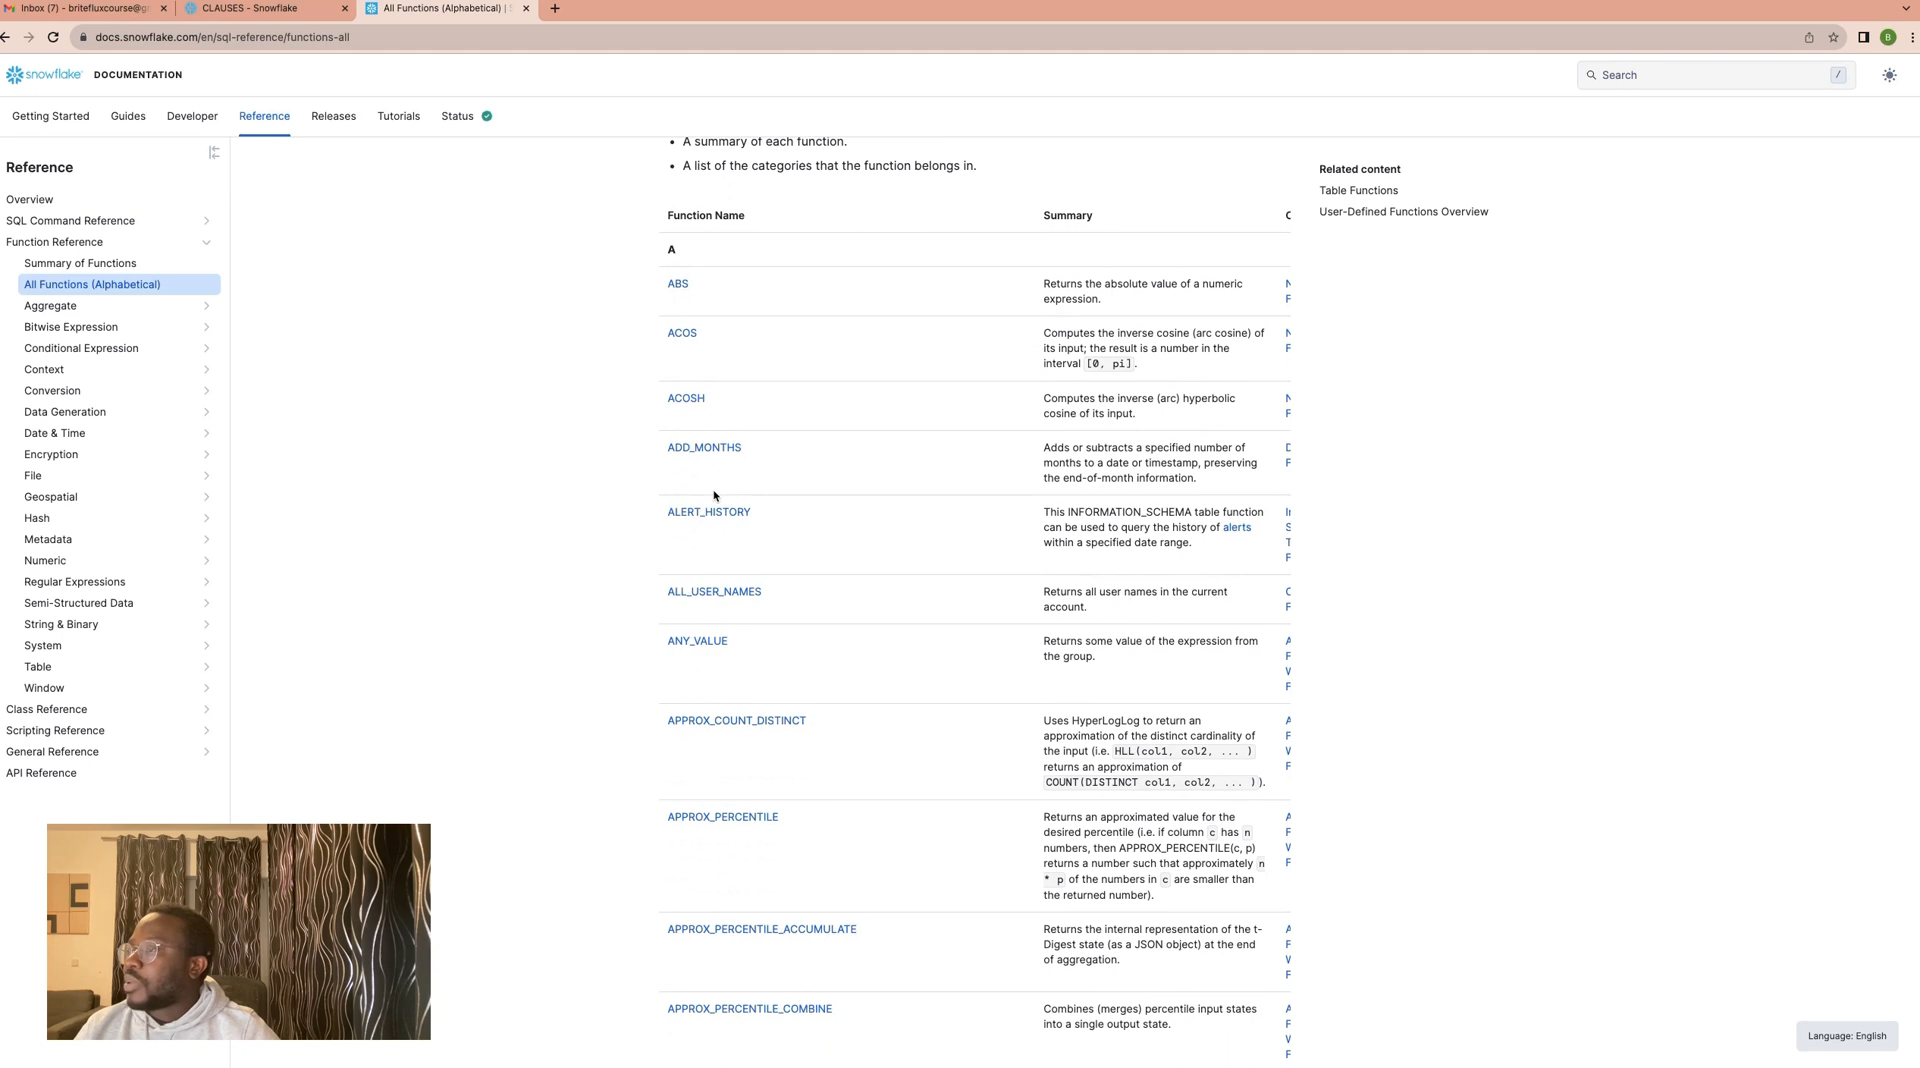 Inbox (7) - britefluxcourse@g
CLAUSES - Snowflake
All Functions (Alphabetical) |
docs.snowflake.com/en/sql-reference/functions-all
B
snowflake DOCUMENTATION
Search
/
Getting Started
Guides
Developer
Reference
Releases
Tutorials
Status
Reference
Overview
SQL Command Reference
Function Reference
Summary of Functions
All Functions (Alphabetical)
Aggregate
Bitwise Expression
Conditional Expression
Context
Conversion
Data Generation
Date & Time
Encryption
File
Geospatial
Hash
Metadata
Numeric
Regular Expressions
Semi-Structured Data
String & Binary
System
Table
Window
Class Reference
Scripting Reference
General Reference
API Reference
• A summary of each function.
• A list of the categories that the function belongs in.
Function Name
Summary
A
ABS
Returns the absolute value of a numeric
expression.
ACOS
Computes the inverse cosine (arc cosine) of
its input; the result is a number in the
interval [0, pi].
ACOSH
Computes the inverse (arc) hyperbolic
cosine of its input.
ADD_MONTHS
Adds or subtracts a specified number of
months to a date or timestamp, preserving
the end-of-month information.
ALERT_HISTORY
This INFORMATION_SCHEMA table function
can be used to query the history of alerts
within a specified date range.
ALL_USER_NAMES
Returns all user names in the current
account.
ANY_VALUE
Returns some value of the expression from
the group.
APPROX_COUNT_DISTINCT
Uses HyperLogLog to return an
approximation of the distinct cardinality of
the input (i.e. HLL(col1, col2, ... )
returns an approximation of
COUNT(DISTINCT col1, col2, ... )).
APPROX_PERCENTILE
Returns an approximated value for the
desired percentile (i.e. if column c has n
numbers, then APPROX_PERCENTILE(c, p)
returns a number such that approximately n
* p of the numbers in c are smaller than
the returned number).
APPROX_PERCENTILE_ACCUMULATE
Returns the internal representation of the t-
Digest state (as a JSON object) at the end
of aggregation.
APPROX_PERCENTILE_COMBINE
Combines (merges) percentile input states
into a single output state.
Related content
Table Functions
User-Defined Functions Overview
Language: English